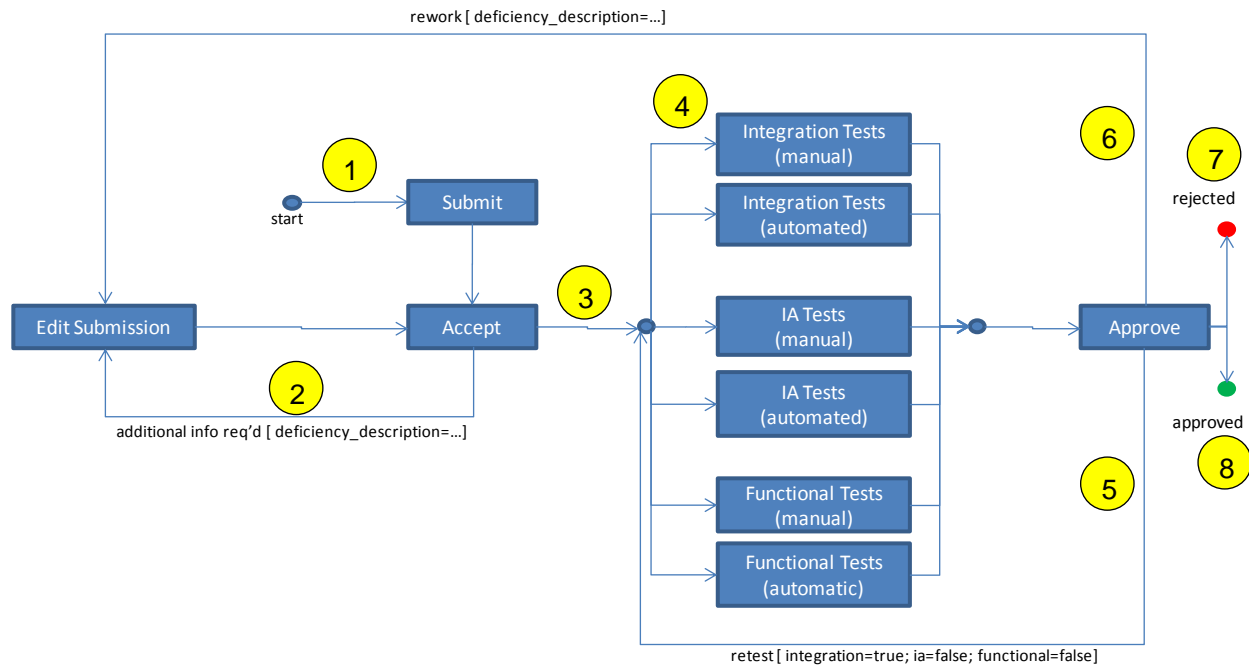 rework [ deficiency_description=…]
4
6
7
Integration Tests
(manual)
1
rejected
Submit
start
Integration Tests
(automated)
3
Edit Submission
Accept
IA Tests
(manual)
Approve
2
IA Tests
(automated)
additional info req’d [ deficiency_description=…]
approved
8
5
Functional Tests
(manual)
Functional Tests
(automatic)
retest [ integration=true; ia=false; functional=false]